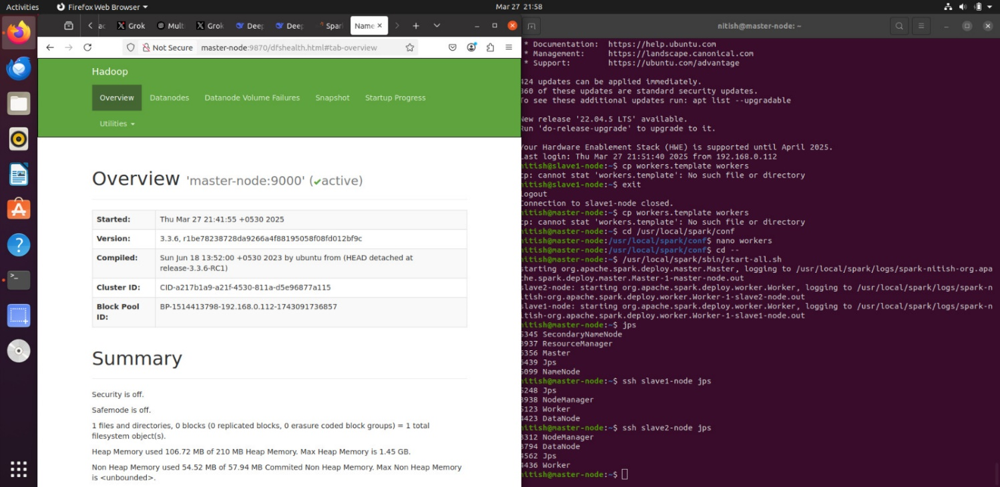 Activities
Firefox Web Browser
Mar 27 21:58
Grok
Multi
Grok
Deep
Deep
Spar
Name
Not Secure master-node:9870/dfshealth.html#tab-overview
Hadoop
Overview Datanodes Datanode Volume Failures Snapshot Startup Progress
Utilities
Overview 'master-node:9000' (✔active)
Started: Thu Mar 27 21:41:55 +0530 2025
Version: 3.3.6, r1be78238728da9266a4f88195058f08fd012bf9c
Compiled: Sun Jun 18 13:52:00 +0530 2023 by ubuntu from (HEAD detached at
release-3.3.6-RC1)
Cluster ID: CID-a217b1a9-a21f-4530-811a-d5e96877a115
Block Pool
ID:
BP-1514413798-192.168.0.112-1743091736857
Summary
Security is off.
Safemode is off.
1 files and directories, 0 blocks (0 replicated blocks, 0 erasure coded block groups) = 1 total
filesystem object(s).
Heap Memory used 106.72 MB of 210 MB Heap Memory. Max Heap Memory is 1.45 GB.
Non Heap Memory used 54.52 MB of 57.94 MB Commited Non Heap Memory. Max Non Heap Memory
is <unbounded>.
nitish@master-node: ~
* Documentation: https://help.ubuntu.com
* Management: https://landscape.canonical.com
* Support: https://ubuntu.com/advantage
424 updates can be applied immediately.
360 of these updates are standard security updates.
To see these additional updates run: apt list --upgradable
New release '22.04.5 LTS' available.
Run 'do-release-upgrade' to upgrade to it.
Your Hardware Enablement Stack (HWE) is supported until April 2025.
Last login: Thu Mar 27 21:51:40 2025 from 192.168.0.112
nitish@slave1-node:~$ cp workers.template workers
cp: cannot stat 'workers.template': No such file or directory
nitish@slave1-node:~$ exit
logout
Connection to slave1-node closed.
nitish@master-node:~$ cp workers.template workers
cp: cannot stat 'workers.template': No such file or directory
nitish@master-node:~$ cd /usr/local/spark/conf
nitish@master-node:/usr/local/spark/conf$ nano workers
nitish@master-node:/usr/local/spark/conf$ cd --
nitish@master-node:~$ /usr/local/spark/sbin/start-all.sh
starting org.apache.spark.deploy.master.Master, logging to /usr/local/spark/logs/spark-nitish-org.apa
che.spark.deploy.master.Master-1-master-node.out
slave2-node: starting org.apache.spark.deploy.worker.Worker, logging to /usr/local/spark/logs/spark-n
itish-org.apache.spark.deploy.worker.Worker-1-slave2-node.out
slave1-node: starting org.apache.spark.deploy.worker.Worker, logging to /usr/local/spark/logs/spark-n
itish-org.apache.spark.deploy.worker.Worker-1-slave1-node.out
nitish@master-node:~$ jps
345 SecondaryNameNode
937 ResourceManager
356 Master
439 Jps
099 NameNode
nitish@master-node:~$ ssh slave1-node jps
248 Jps
938 NodeManager
123 Worker
4423 DataNode
nitish@master-node:~$ ssh slave2-node jps
312 NodeManager
794 DataNode
4562 Jps
4436 Worker
nitish@master-node:~$